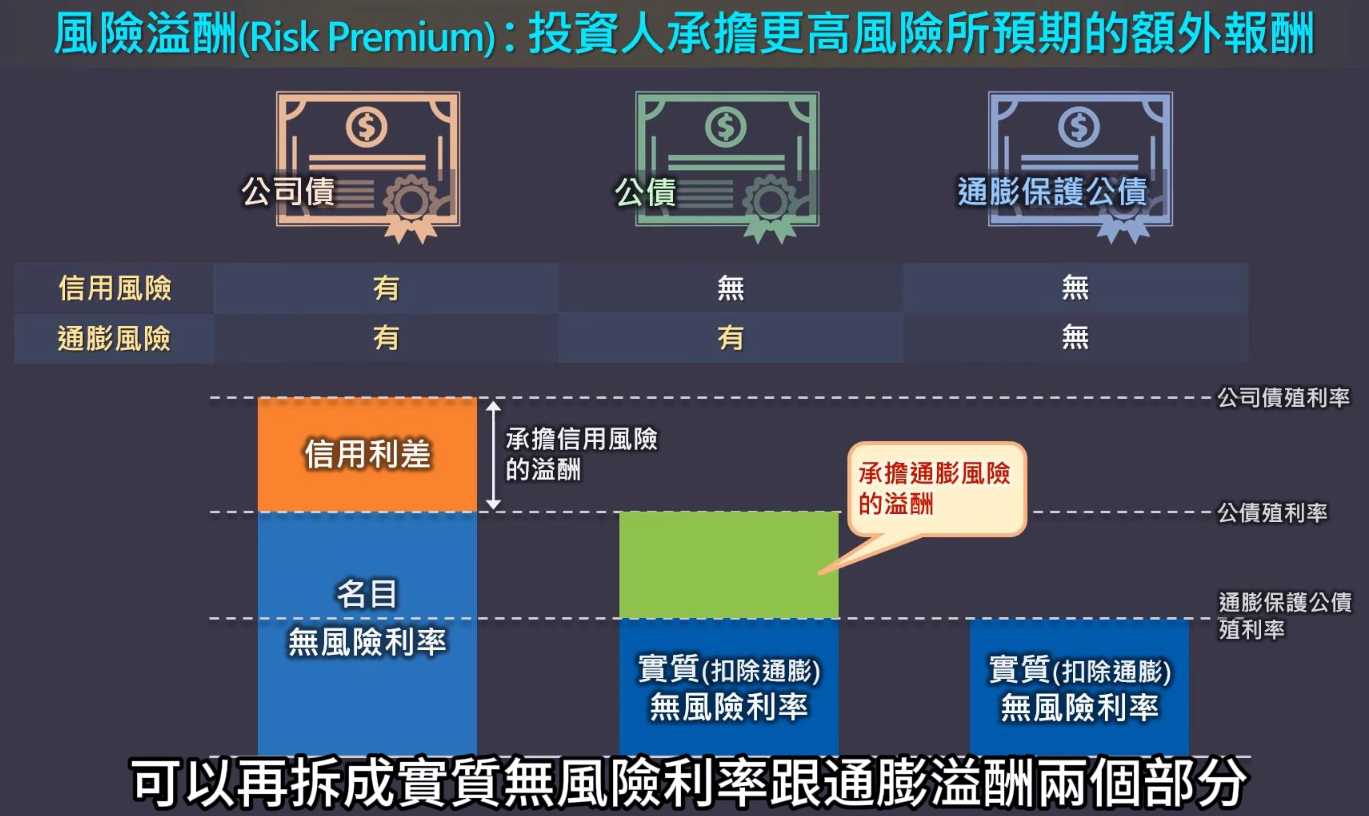 風險溢酬(Risk Premium)：投資人承擔更高風險所預期的額外報酬
公司債
公債
通膨保護公債
信用風險 有 無 無
通膨風險 有 有 無
公司債殖利率
信用利差
承擔信用風險
的溢酬
承擔通膨風險
的溢酬
公債殖利率
名目
無風險利率
通膨保護公債
殖利率
實質(扣除通膨)
無風險利率
實質(扣除通膨)
無風險利率
可以再拆成實質無風險利率跟通膨溢酬兩個部分